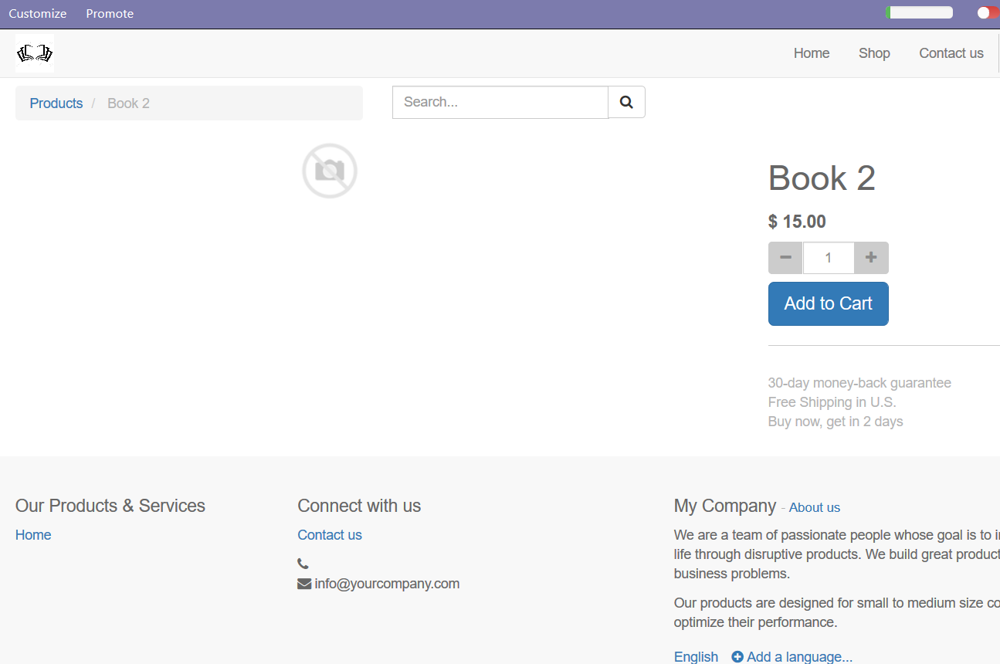 Customize Promote
Home Shop Contact us
Products / Book 2
Search...
Book 2
$ 15.00
1
Add to Cart
30-day money-back guarantee
Free Shipping in U.S.
Buy now, get in 2 days
Our Products & Services
Home
Connect with us
Contact us
info@yourcompany.com
My Company - About us
We are a team of passionate people whose goal is to
life through disruptive products. We build great product
business problems.
Our products are designed for small to medium size
optimize their performance.
English Add a language...